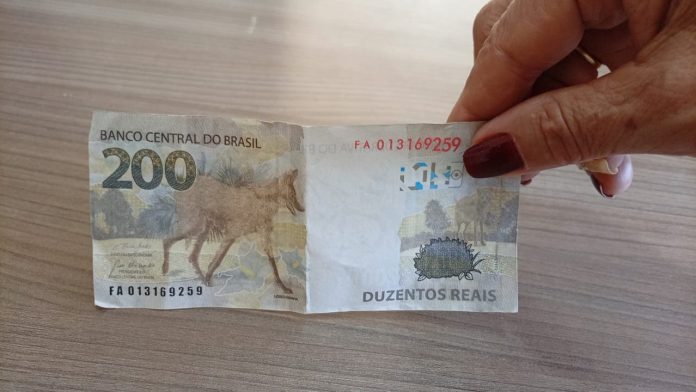 BANCO CENTRAL DO BRASIL
200
FA 013169259
FA 013169259
DUZENTOS REAIS